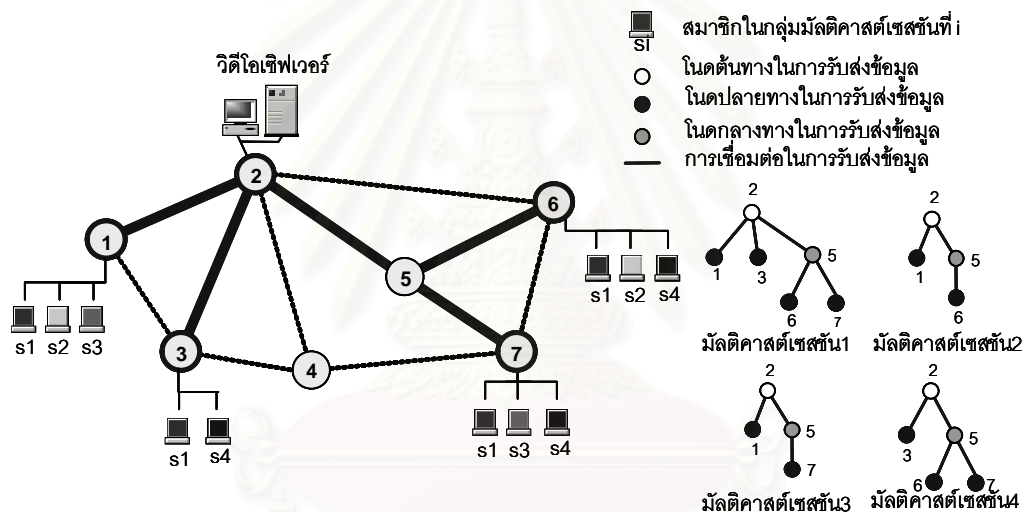 si
สมาชิกในกลุ่มมัลติคาสต์เซสชันที่ i
โนดต้นทางในการรับส่งข้อมูล
โนดปลายทางในการรับส่งข้อมูล
โนดกลางทางในการรับส่งข้อมูล
การเชื่อมต่อในการรับส่งข้อมูล
วิดีโอเซิฟเวอร์
2
1
6
5
3
4
7
s1 s2 s3
s1 s4
s1 s2 s4
s1 s3 s4
2
1
3
5
6
7
มัลติคาสต์เซสชัน1
2
1
5
6
มัลติคาสต์เซสชัน2
2
1
5
7
มัลติคาสต์เซสชัน3
2
3
5
6
7
มัลติคาสต์เซสชัน4